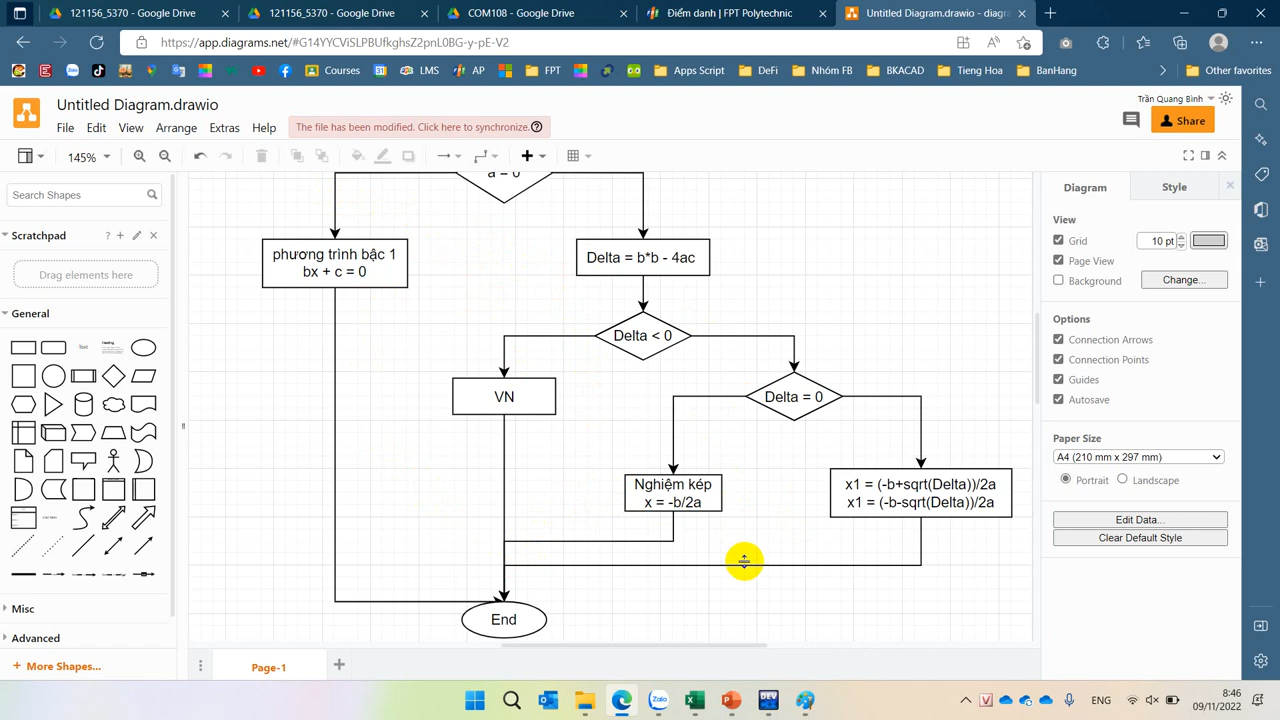 121156_5370 - Google Drive
121156_5370 - Google Drive
COM108 - Google Drive
Điểm danh | FPT Polytechnic
Untitled Diagram.drawio - diagra
https://app.diagrams.net/#G14YYCViSLPBUfkghsZ2pnL0BG-y-pE-V2
Courses
LMS
AP
FPT
Apps Script
DeFi
Nhóm FB
BKACAD
Tieng Hoa
BanHang
Other favorites
Untitled Diagram.drawio
Trần Quang Bình
File
Edit
View
Arrange
Extras
Help
The file has been modified. Click here to synchronize.
Share
145%
Search Shapes
Scratchpad
Drag elements here
General
Text
Heading
List Item
Misc
Advanced
+ More Shapes...
a = 0
phương trình bậc 1
bx + c = 0
Delta = b*b - 4ac
Delta < 0
VN
Delta = 0
Nghiệm kép
x = -b/2a
x1 = (-b+sqrt(Delta))/2a
x1 = (-b-sqrt(Delta))/2a
End
Diagram
Style
View
Grid
10 pt
Page View
Background
Change...
Options
Connection Arrows
Connection Points
Guides
Autosave
Paper Size
A4 (210 mm x 297 mm)
Portrait
Landscape
Edit Data...
Clear Default Style
Page-1
ENG
8:46
09/11/2022